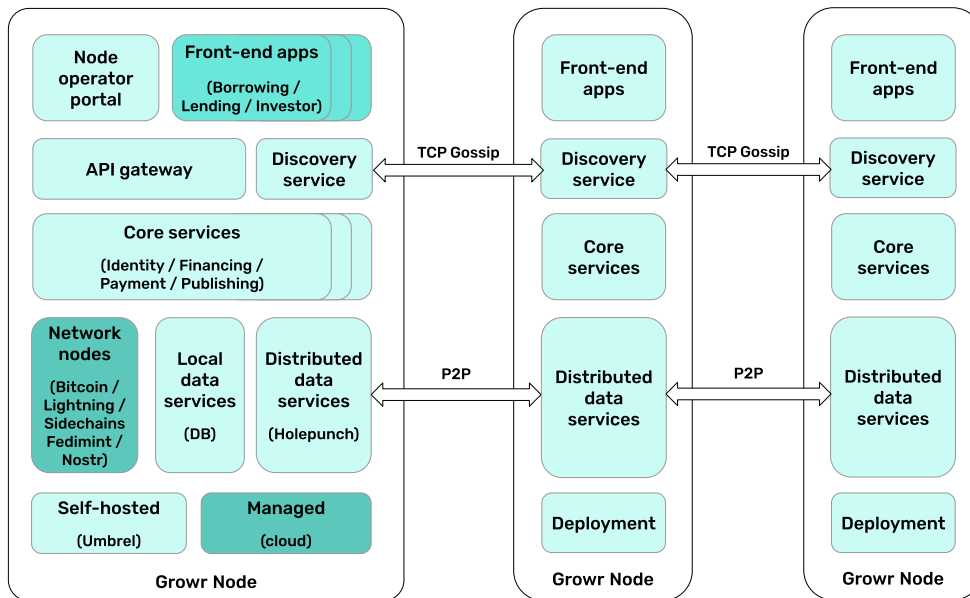 Node
operator
portal
Front-end apps
(Borrowing /
Lending / Investor)
API gateway
Discovery
service
Core services
(Identity / Financing /
Payment / Publishing)
Network
nodes
(Bitcoin /
Lightning /
Sidechains
Fedimint /
Nostr)
Local
data
services
(DB)
Distributed
data
services
(Holepunch)
Self-hosted
(Umbrel)
Managed
(cloud)
Growr Node
TCP Gossip
P2P
Front-end
apps
Discovery
service
Core
services
Distributed
data
services
Deployment
Growr Node
TCP Gossip
P2P
Front-end
apps
Discovery
service
Core
services
Distributed
data
services
Deployment
Growr Node